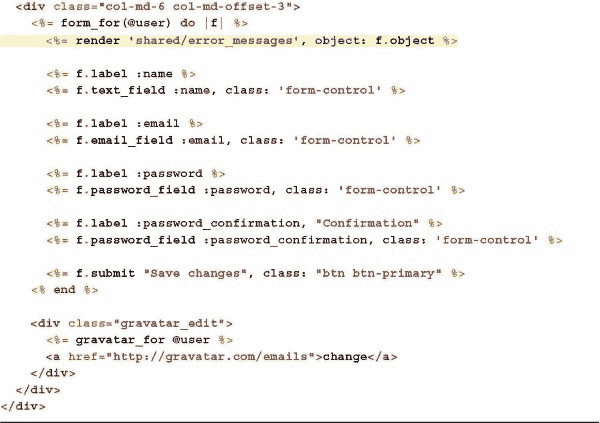 <div class="col-md-6 col-md-offset-3">
<%= form_for(@user) do |f| %>
<%= render 'shared/error_messages', object: f.object %>
<%= f.label :name %>
<%= f.text_field :name, class: 'form-control' %>
<%= f.label :email %>
<%= f.email_field :email, class: 'form-control' %>
<%= f.label :password %>
<%= f.password_field :password, class: 'form-control' %>
<%= f.label :password_confirmation, "Confirmation" %>
<%= f.password_field :password_confirmation, class: 'form-control' %>
<%= f.submit "Save changes", class: "btn btn-primary" %>
<% end %>
<div class="gravatar_edit">
<%= gravatar_for @user %>
<a href="http://gravatar.com/emails">change</a>
</div>
</div>
</div>